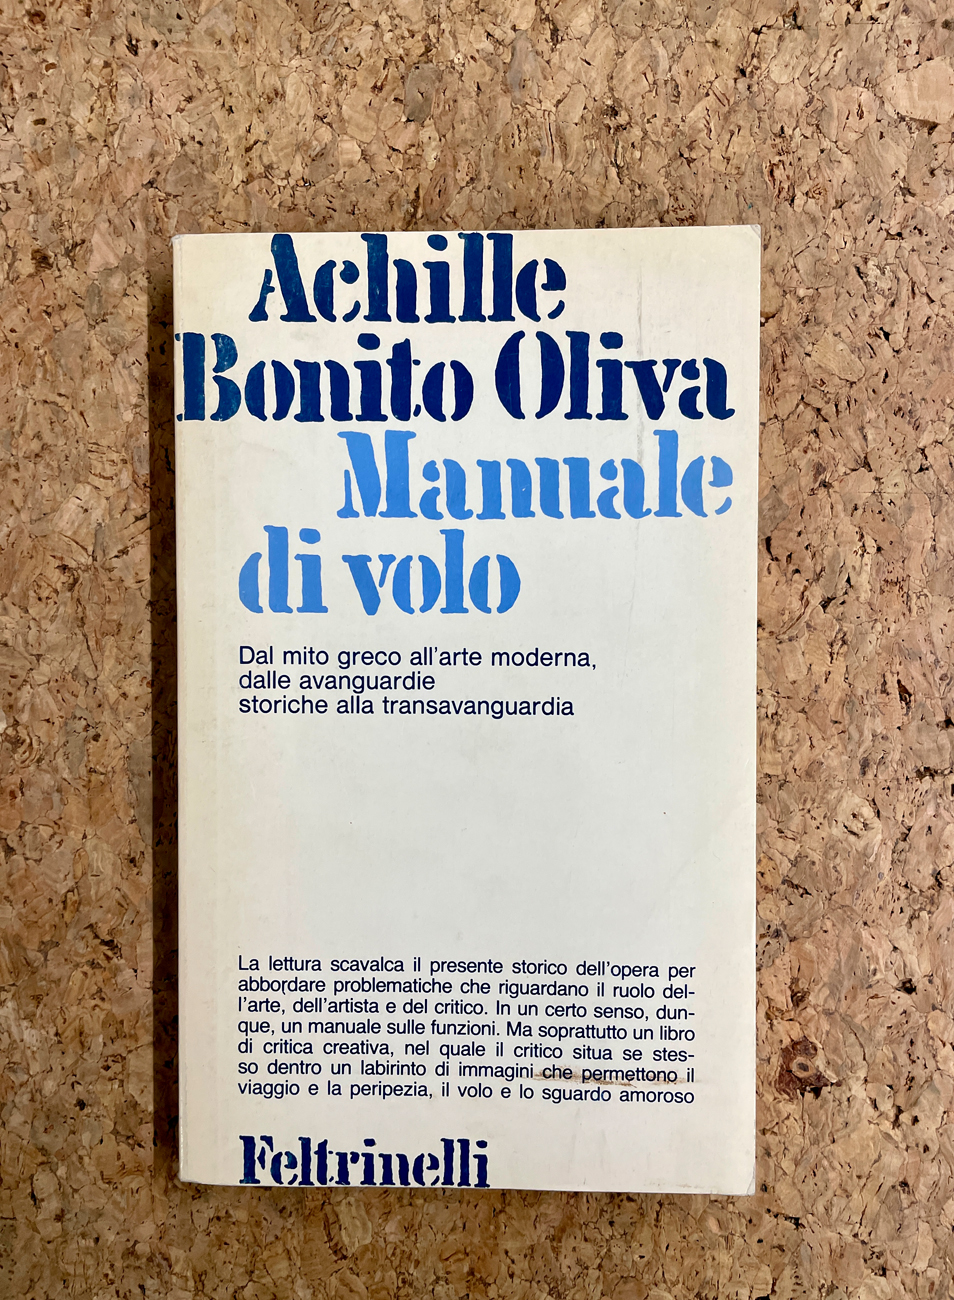 Achille
Bonito Oliva
Manuale
di volo
Dal mito greco all'arte moderna,
dalle avanguardie
storiche alla transavanguardia
La lettura scavalca il presente storico dell'opera per
abbordare problematiche che riguardano il ruolo del-
l'arte, dell'artista e del critico. In un certo senso, dun-
que, un manuale sulle funzioni. Ma soprattutto un libro
di critica creativa, nel quale il critico situa se stes-
so dentro un labirinto di immagini che permettono il
viaggio e la peripezia, il volo e lo sguardo amoroso
Feltrinelli